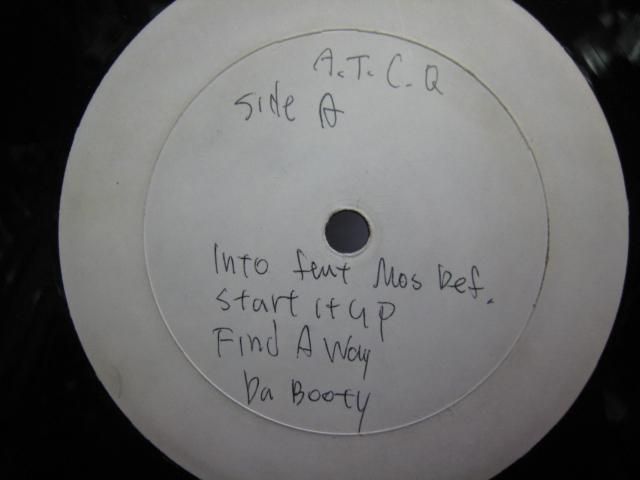 A.T.C.Q
Side A
Into feat Mos Def.
Start it up
Find A Way
Da Booty